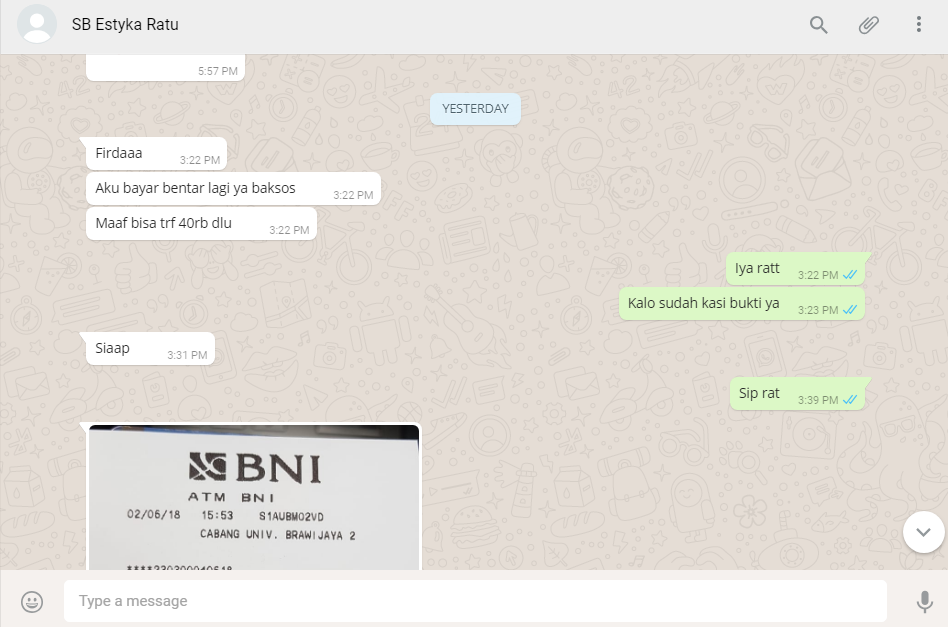 SB Estyka Ratu
5:57 PM
YESTERDAY
Firdaaa
3:22 PM
Aku bayar bentar lagi ya baksos
3:22 PM
Maaf bisa trf 40rb dlu
3:22 PM
Iya ratt
3:22 PM
Kalo sudah kasi bukti ya
3:23 PM
Siaap
3:31 PM
Sip rat
3:39 PM
BNI
ATM BNI
02/06/18 15:53 S1AUBMO2VD
CABANG UNIV. BRAWIJAYA 2
Type a message